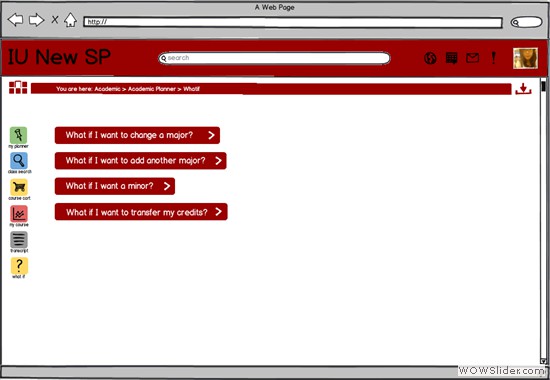 A Web Page
http://
IU New SP
search
You are here: Academic > Academic Planner > Whatif
my planner
What if I want to change a major?
class search
What if I want to add another major?
course cart
What if I want a minor?
my course
What if I want to transfer my credits?
transcript
what if
WOWSlider.com